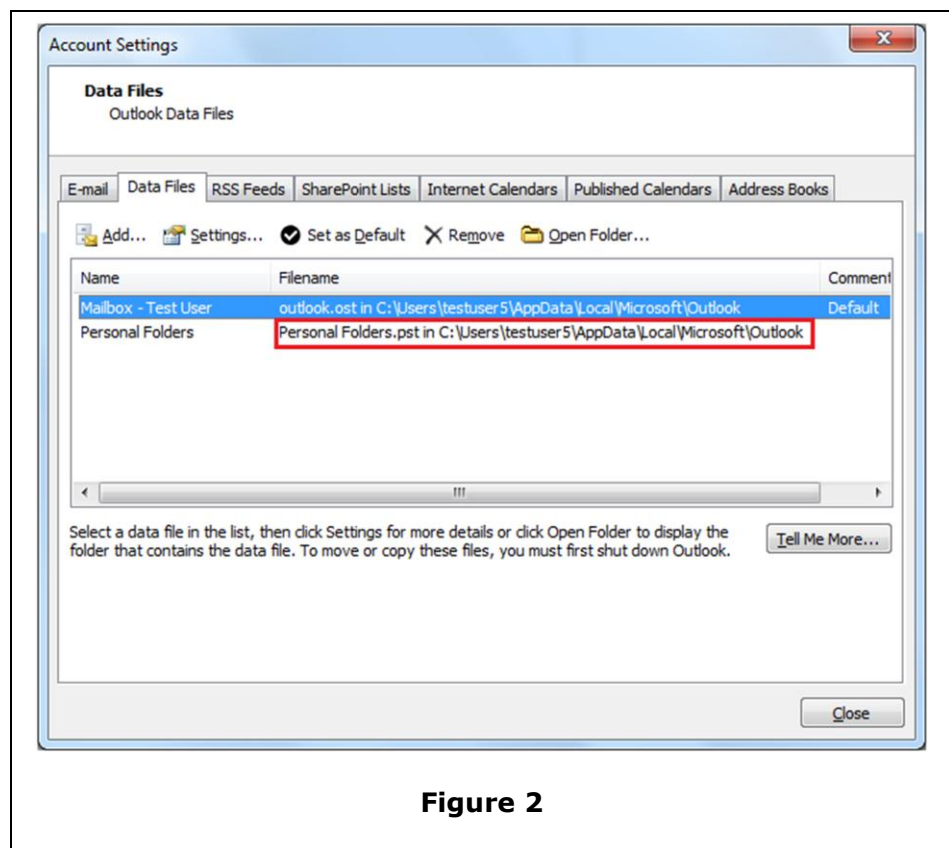 Account Settings
Data Files
Outlook Data Files
E-mail Data Files RSS Feeds SharePoint Lists Internet Calendars Published Calendars Address Books
Add... Settings... Set as Default Remove Open Folder...
Name Filename Comment
Mailbox - Test User outlook.ost in C:\Users\testuser5\AppData\Local\Microsoft\Outlook Default
Personal Folders Personal Folders.pst in C:\Users\testuser5\AppData\Local\Microsoft\Outlook
Select a data file in the list, then click Settings for more details or click Open Folder to display the
folder that contains the data file. To move or copy these files, you must first shut down Outlook.
Tell Me More...
Close
Figure 2